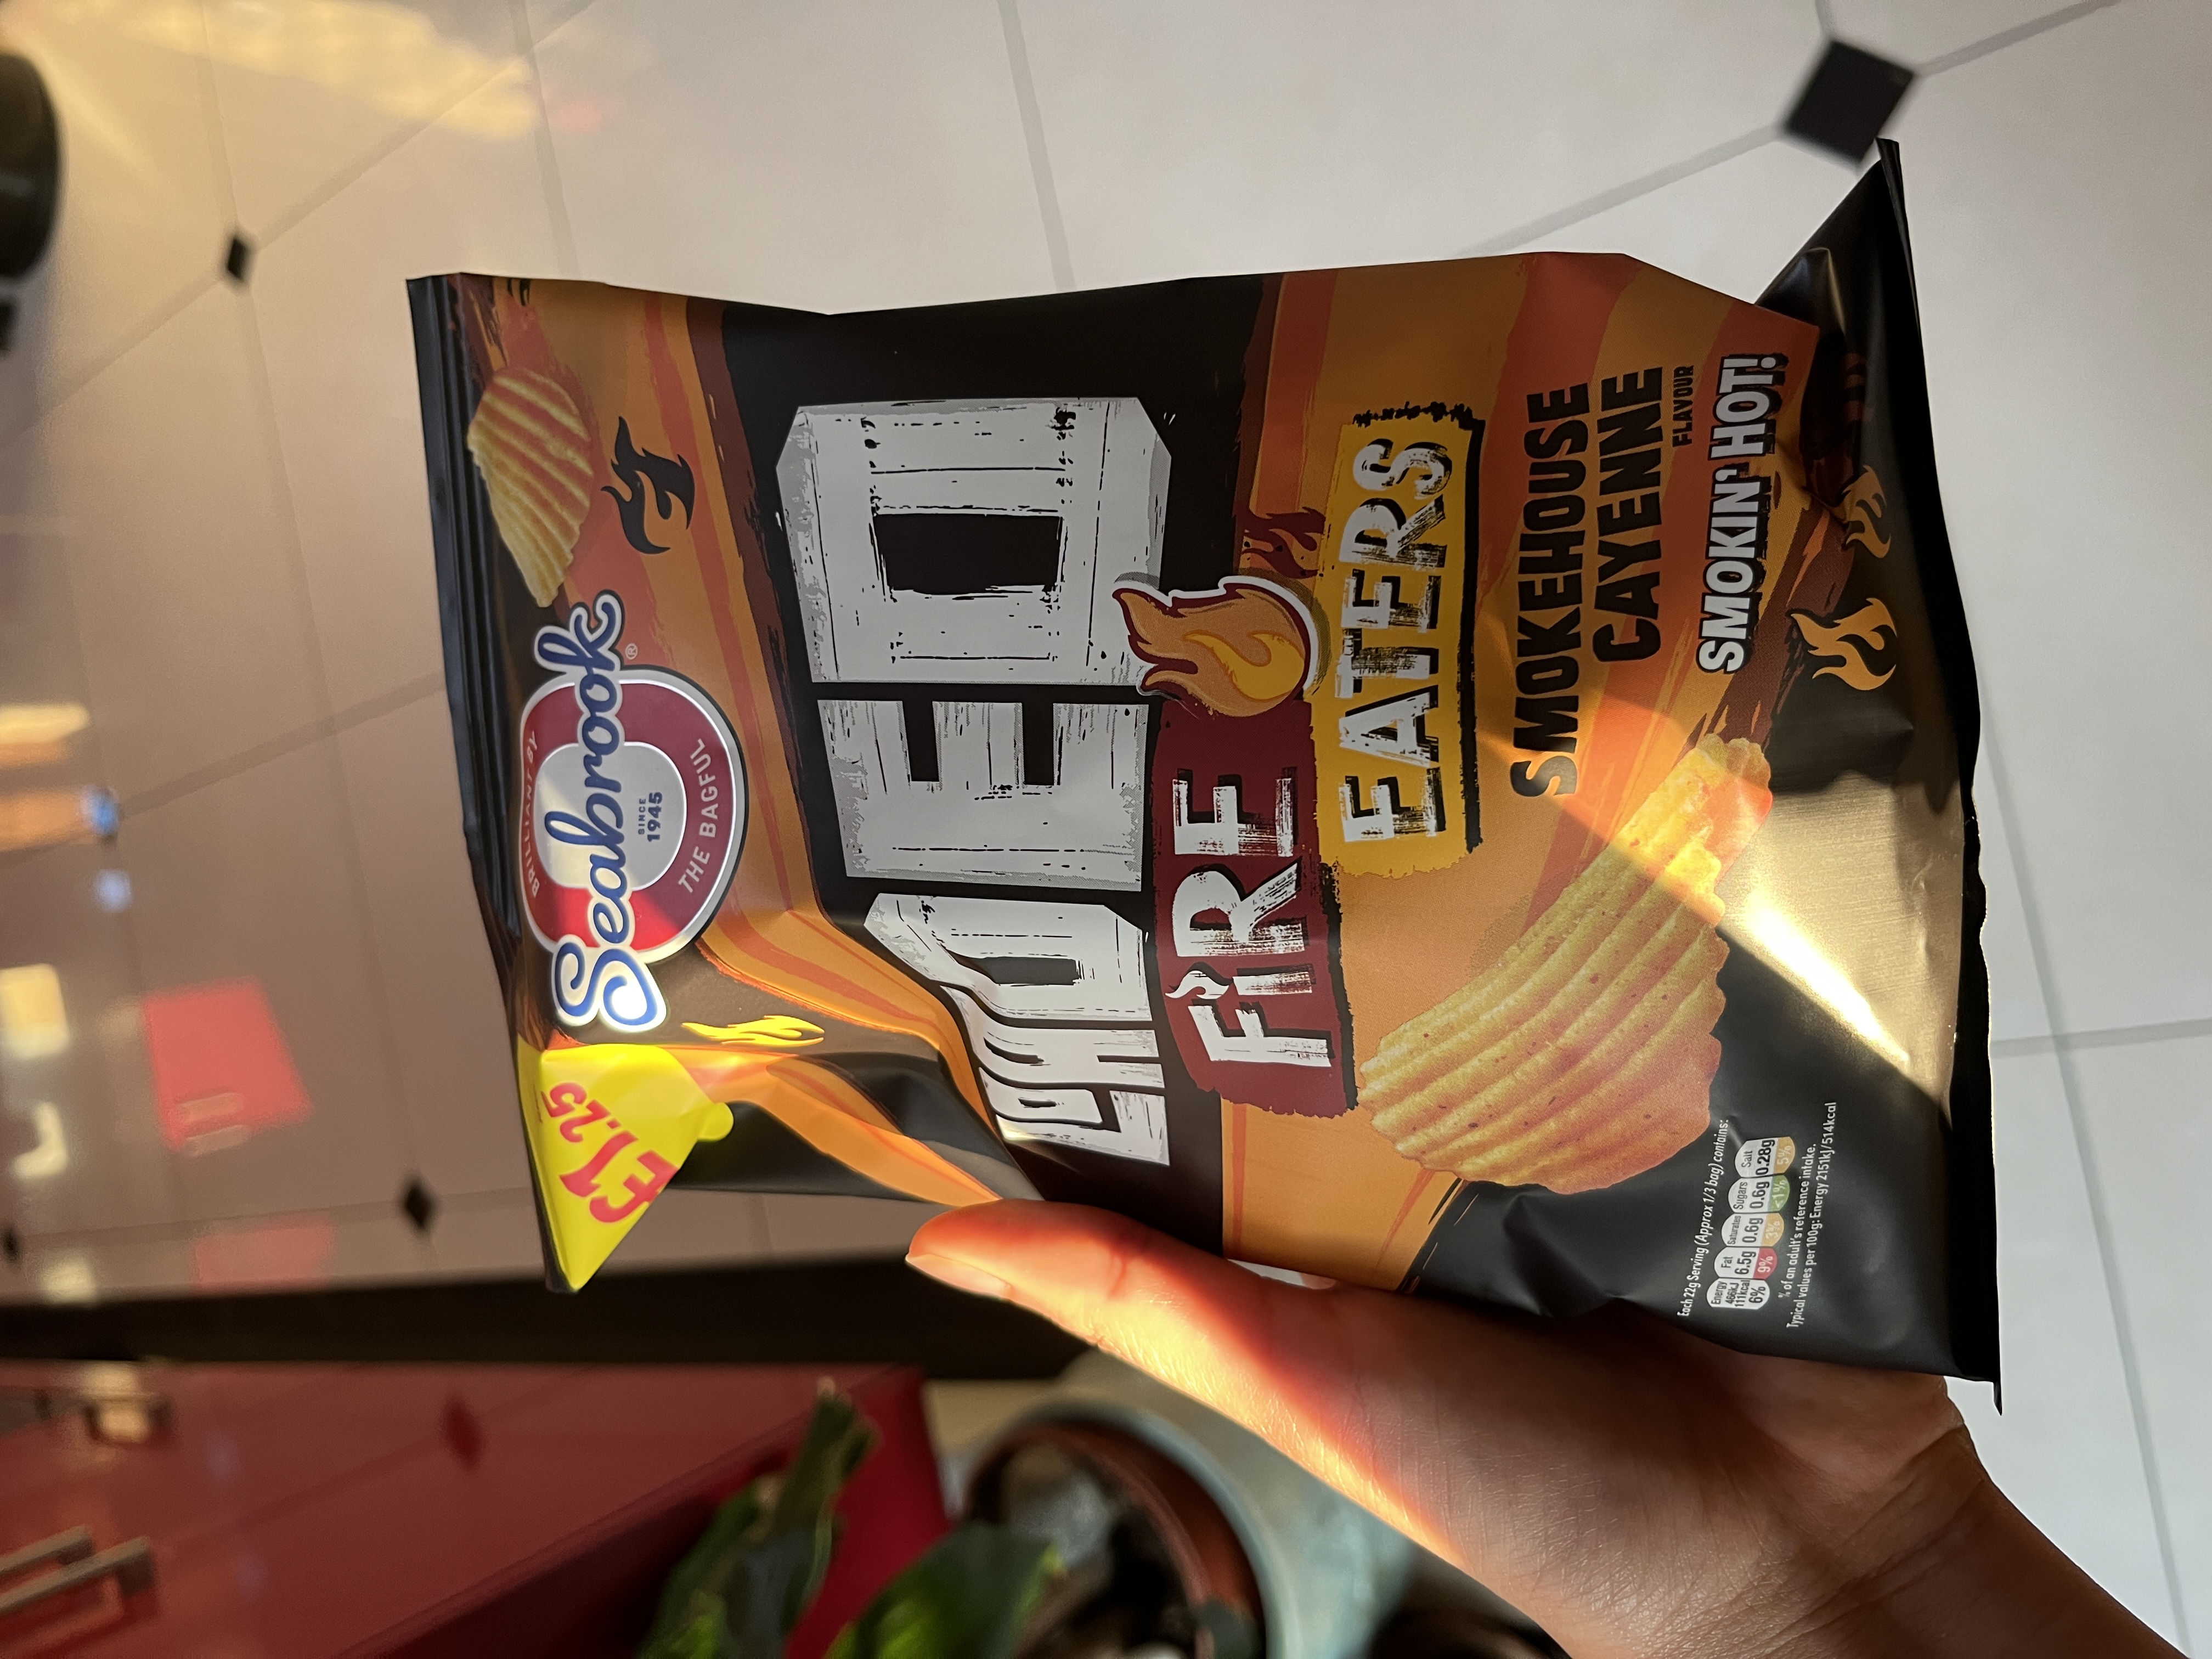 £1.25
BRILLIANT BY
Seabrook®
SINCE
1945
THE BAGFUL
LOADED
FiRE
EATERS
SMOKEHOUSE
CAYENNE
FLAVOUR
SMOKIN' HOT!
Each 22g Serving (Approx 1/3 bag) contains:
Energy 466kJ 111kcal 6%
Fat 6.5g 9%
Saturates 0.6g 3%
Sugars 0.6g <1%
Salt 0.28g 5%
% of an adult's reference intake.
Typical values per 100g: Energy 2151kJ/514kcal